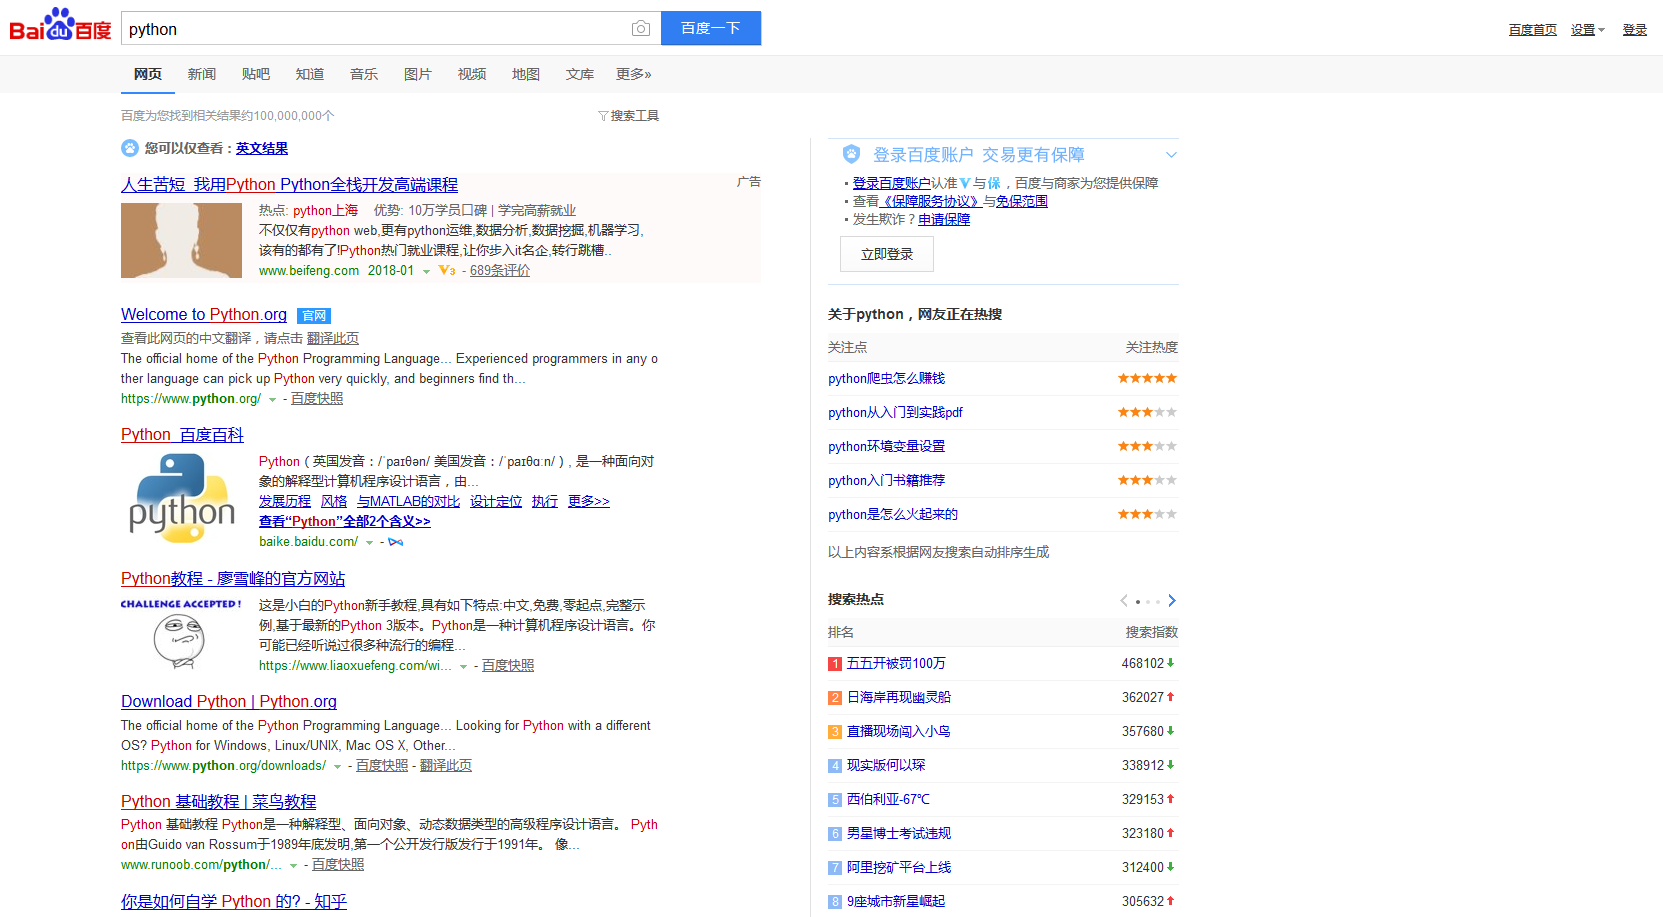 Baidu百度
python
百度一下
百度首页 设置 登录
网页 新闻 贴吧 知道 音乐 图片 视频 地图 文库 更多»
百度为您找到相关结果约100,000,000个
搜索工具
您可以仅查看：英文结果
人生苦短 我用Python Python全栈开发高端课程
广告
热点: python上海 优势: 10万学员口碑 | 学完高薪就业
不仅仅有python web,更有python运维,数据分析,数据挖掘,机器学习,
该有的都有了!Python热门就业课程,让你步入it名企,转行跳槽..
www.beifeng.com 2018-01 V3 - 689条评价
Welcome to Python.org 官网
查看此网页的中文翻译，请点击 翻译此页
The official home of the Python Programming Language... Experienced programmers in any o
ther language can pick up Python very quickly, and beginners find th...
https://www.python.org/ - 百度快照
Python_百度百科
python
Python（英国发音：/ˈpaɪθən/ 美国发音：/ˈpaɪθɑːn/）, 是一种面向对
象的解释型计算机程序设计语言，由...
发展历程 风格 与MATLAB的对比 设计定位 执行 更多>>
查看“Python”全部2个含义>>
baike.baidu.com/ -
Python教程 - 廖雪峰的官方网站
CHALLENGE ACCEPTED!
这是小白的Python新手教程,具有如下特点:中文,免费,零起点,完整示
例,基于最新的Python 3版本。Python是一种计算机程序设计语言。你
可能已经听说过很多种流行的编程...
https://www.liaoxuefeng.com/wi... - 百度快照
Download Python | Python.org
The official home of the Python Programming Language... Looking for Python with a different
OS? Python for Windows, Linux/UNIX, Mac OS X, Other...
https://www.python.org/downloads/ - 百度快照 - 翻译此页
Python 基础教程 | 菜鸟教程
Python 基础教程 Python是一种解释型、面向对象、动态数据类型的高级程序设计语言。 Pyth
on由Guido van Rossum于1989年底发明,第一个公开发行版发行于1991年。 像...
www.runoob.com/python/... - 百度快照
你是如何自学 Python 的? - 知乎
登录百度账户 交易更有保障
登录百度账户认准V与保，百度与商家为您提供保障
查看《保障服务协议》与免保范围
发生欺诈？申请保障
立即登录
关于python，网友正在热搜
关注点 关注热度
python爬虫怎么赚钱
python从入门到实践pdf
python环境变量设置
python入门书籍推荐
python是怎么火起来的
以上内容系根据网友搜索自动排序生成
搜索热点
排名 搜索指数
1 五五开被罚100万 468102
2 日海岸再现幽灵船 362027
3 直播现场闯入小鸟 357680
4 现实版何以琛 338912
5 西伯利亚-67℃ 329153
6 男星博士考试违规 323180
7 阿里挖矿平台上线 312400
8 9座城市新星崛起 305632